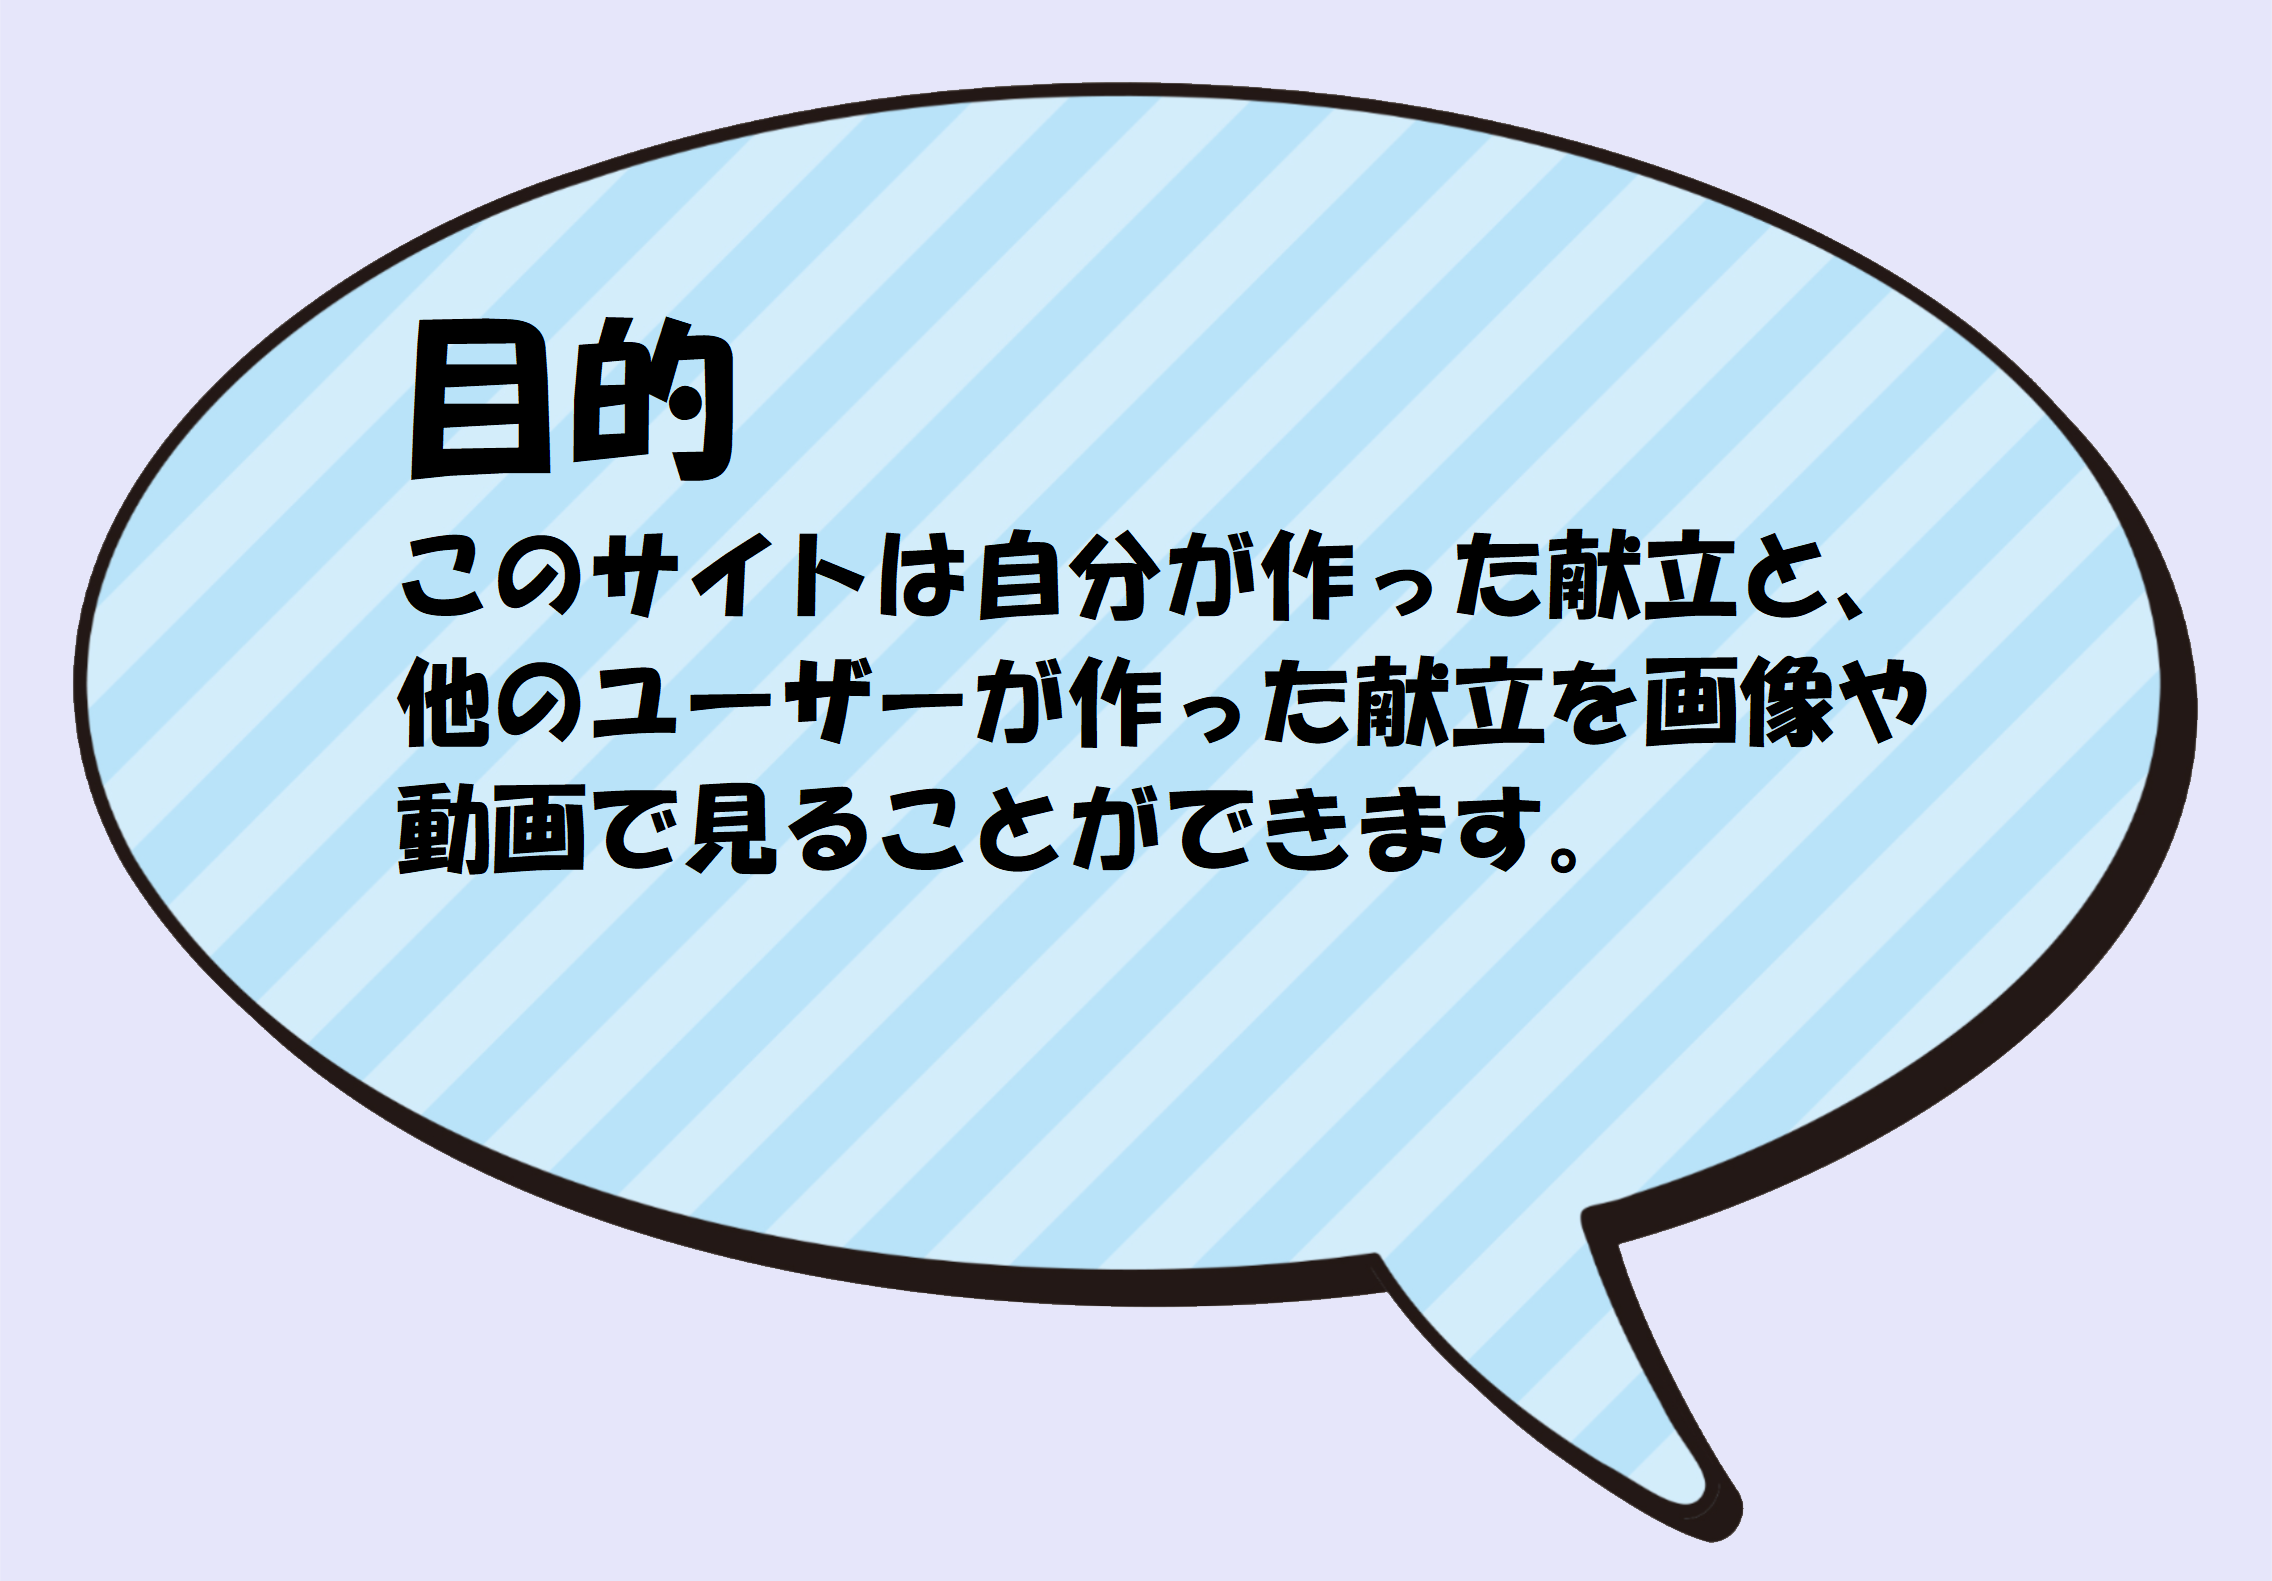 目的
このサイトは自分が作った献立と、
他のユーザーが作った献立を画像や
動画で見ることができます。